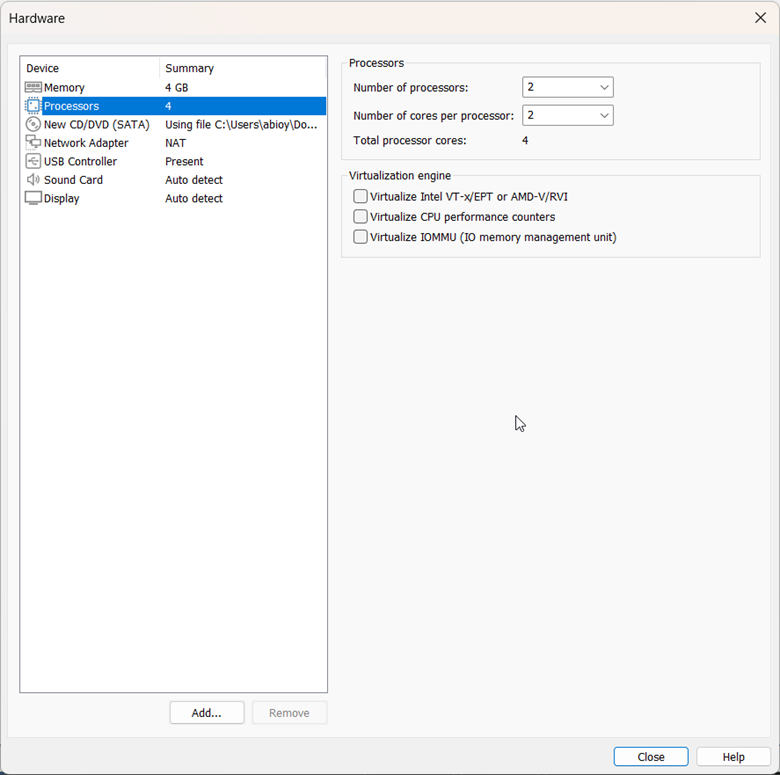 Hardware
Device Summary
Memory 4 GB
Processors 4
New CD/DVD (SATA) Using file C:\Users\abioy\Do...
Network Adapter NAT
USB Controller Present
Sound Card Auto detect
Display Auto detect
Add... Remove
Processors
Number of processors: 2
Number of cores per processor: 2
Total processor cores: 4
Virtualization engine
Virtualize Intel VT-x/EPT or AMD-V/RVI
Virtualize CPU performance counters
Virtualize IOMMU (IO memory management unit)
Close Help